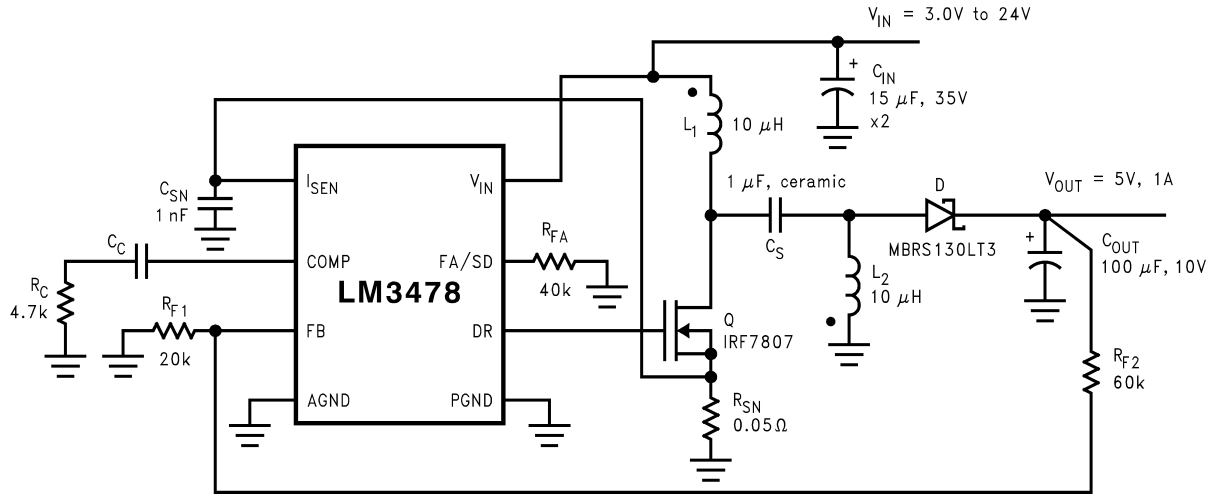 V_IN = 3.0V to 24V
C_IN
15 μF, 35V
x2
+
L_1
10 μH
C_SN
1 nF
I_SEN
V_IN
1 μF, ceramic
D
V_OUT = 5V, 1A
C_C
COMP
FA/SD
R_FA
40k
C_S
MBRS130LT3
+
C_OUT
100 μF, 10V
R_C
4.7k
LM3478
L_2
10 μH
R_F1
20k
FB
DR
Q
IRF7807
R_F2
60k
AGND
PGND
R_SN
0.05Ω